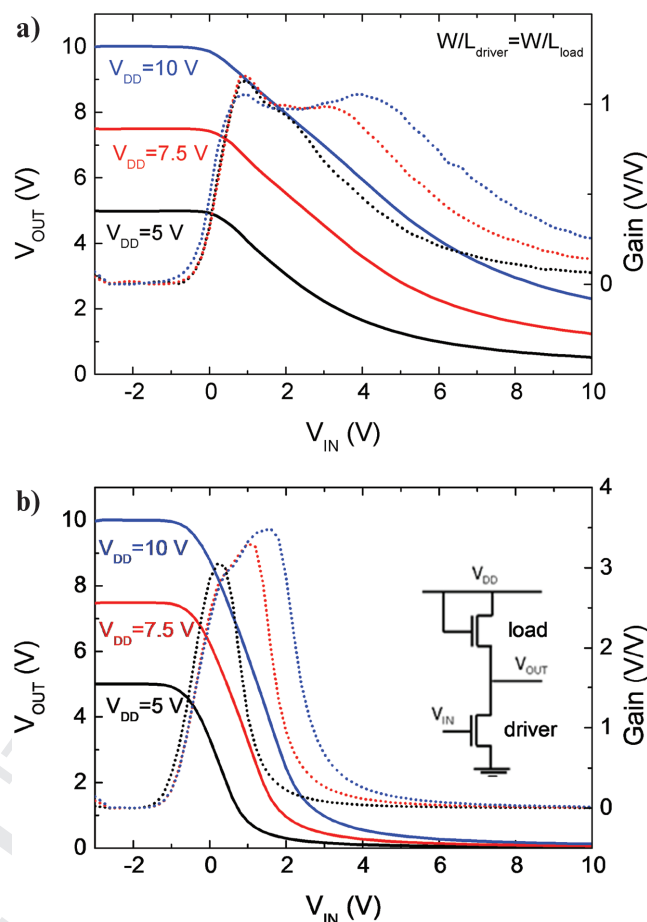 a)
W/L_driver=W/L_load
V_DD=10 V
V_DD=7.5 V
V_DD=5 V
V_OUT (V)
10
8
6
4
2
0
-2 0 2 4 6 8 10
V_IN (V)
1
0
Gain (V/V)
b)
V_DD=10 V
V_DD=7.5 V
V_DD=5 V
V_OUT (V)
10
8
6
4
2
0
-2 0 2 4 6 8 10
V_IN (V)
4
3
2
1
0
Gain (V/V)
V_DD
load
V_OUT
V_IN
driver